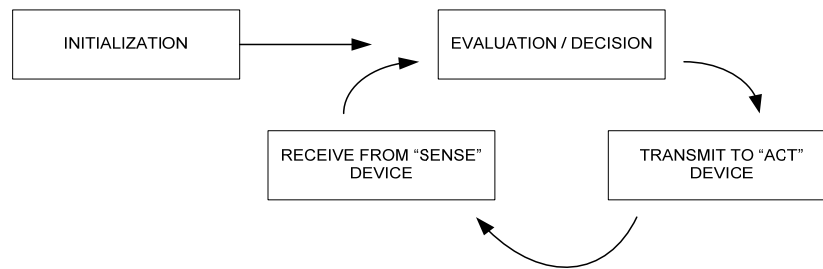 INITIALIZATION
EVALUATION / DECISION
RECEIVE FROM “SENSE”
DEVICE
TRANSMIT TO “ACT”
DEVICE